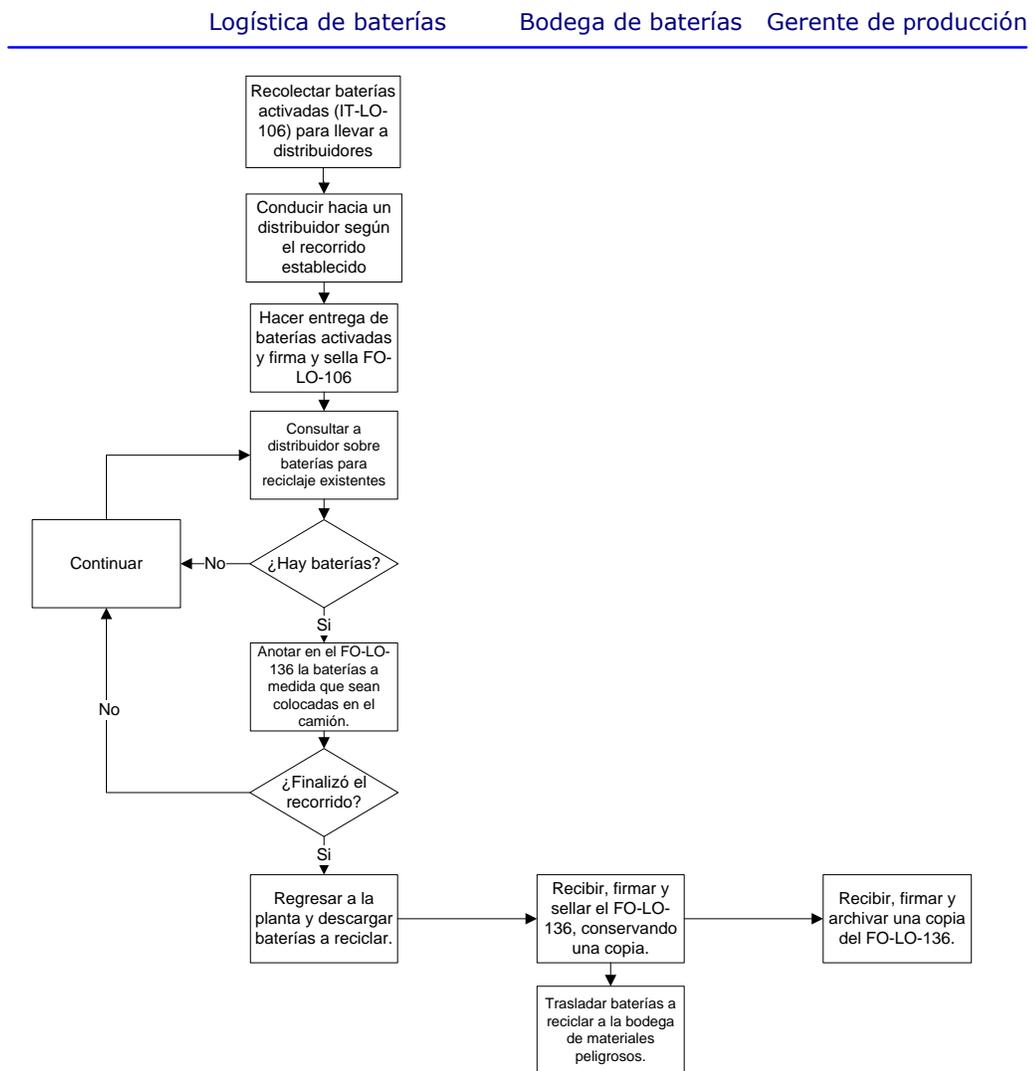 Logística de baterías Bodega de baterías Gerente de producción
Recolectar baterías
activadas (IT-LO-
106) para llevar a
distribuidores
Conducir hacia un
distribuidor según
el recorrido
establecido
Hacer entrega de
baterías activadas
y firma y sella FO-
LO-106
Consultar a
distribuidor sobre
baterías para
reciclaje existentes
Continuar
No
¿Hay baterías?
Si
Anotar en el FO-LO-
136 la baterías a
medida que sean
colocadas en el
camión.
No
¿Finalizó el
recorrido?
Si
Regresar a la
planta y descargar
baterías a reciclar.
Recibir, firmar y
sellar el FO-LO-
136, conservando
una copia.
Recibir, firmar y
archivar una copia
del FO-LO-136.
Trasladar baterías a
reciclar a la bodega
de materiales
peligrosos.